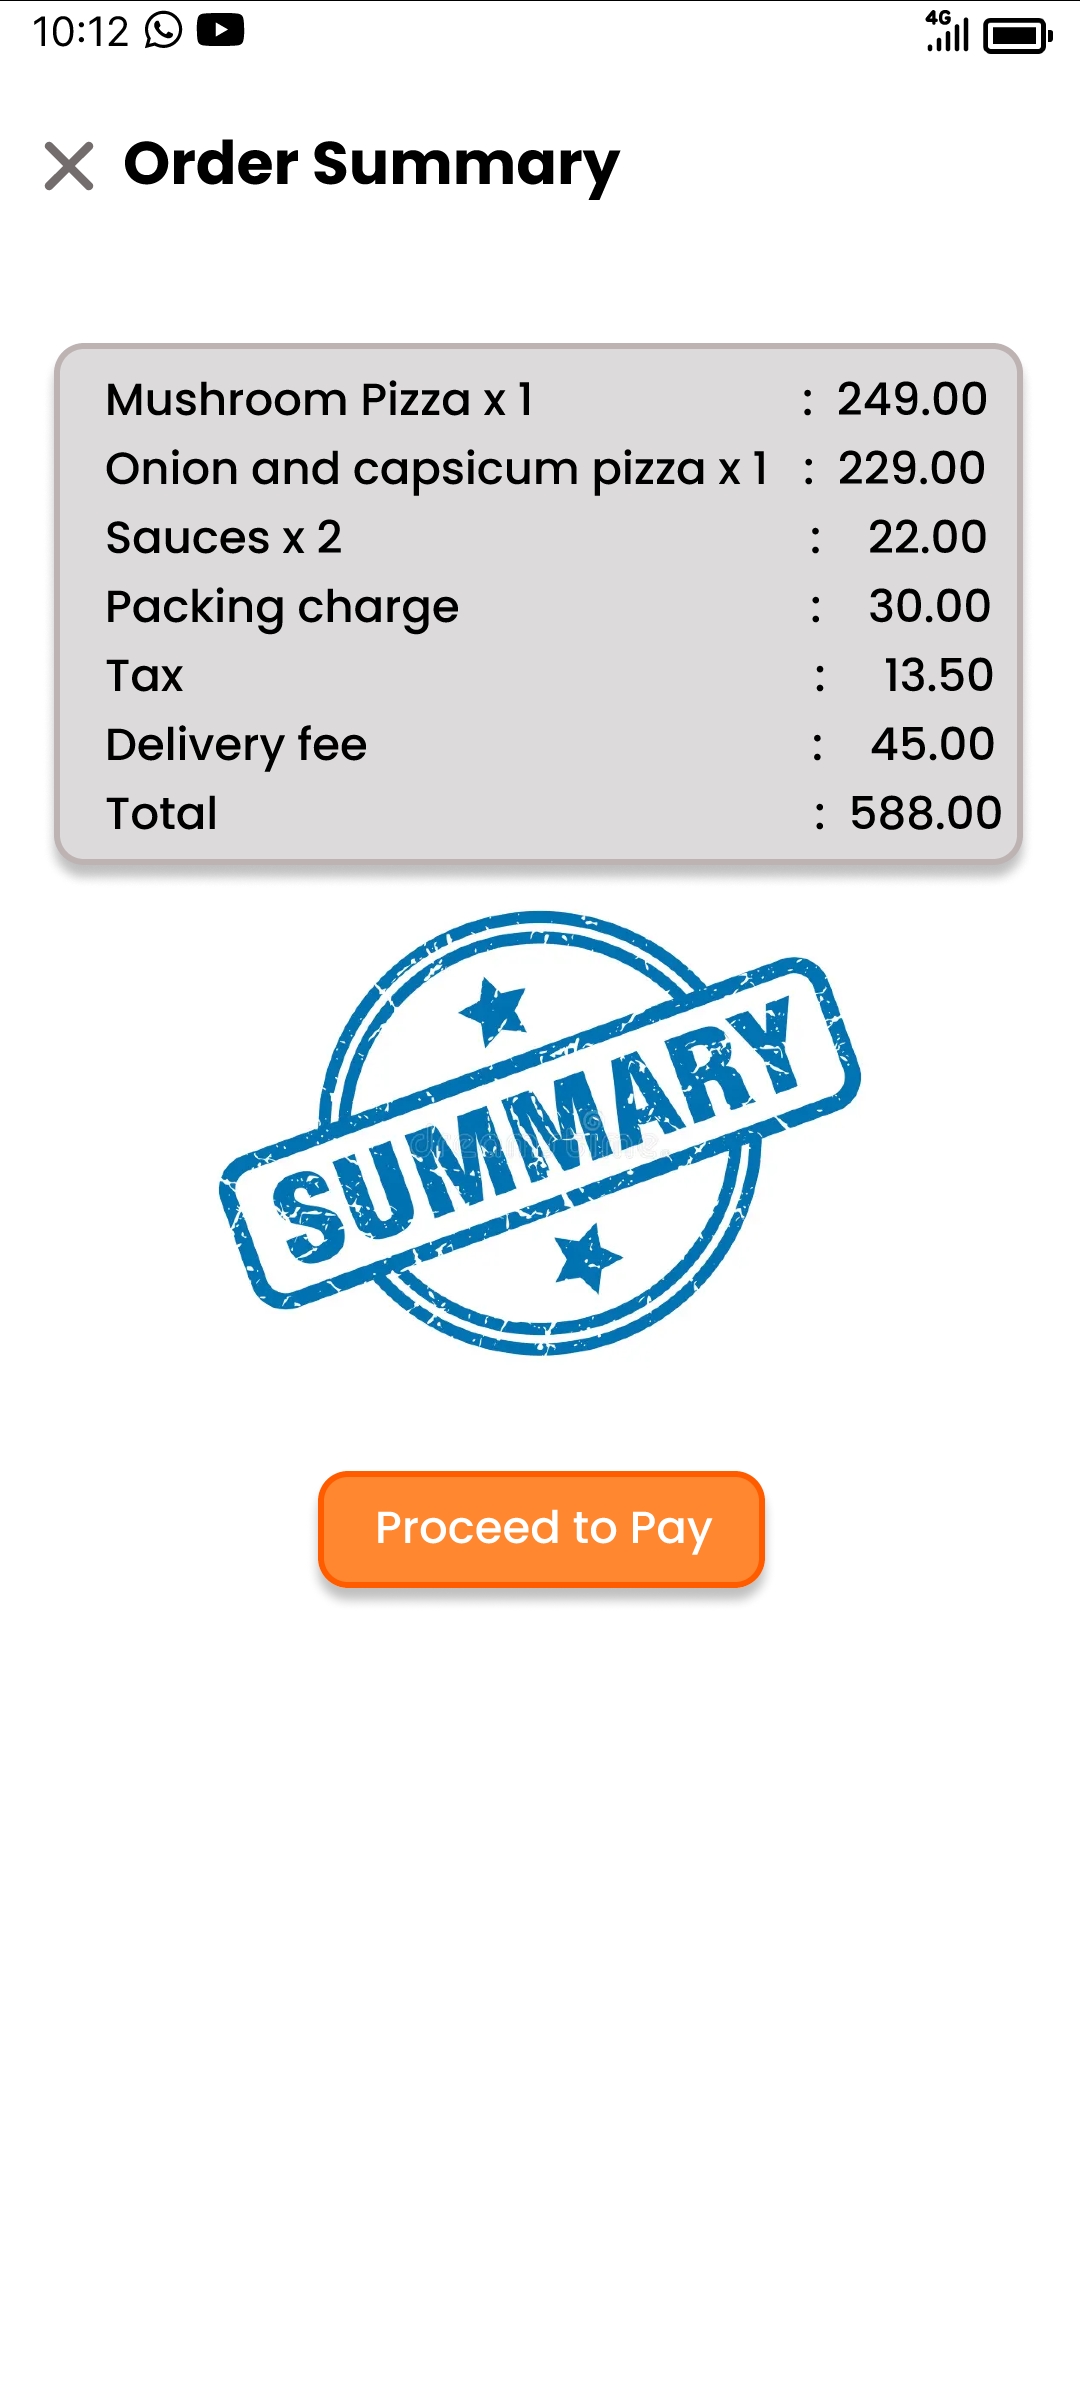 10:12
4G
Order Summary
Mushroom Pizza x 1 : 249.00
Onion and capsicum pizza x 1 : 229.00
Sauces x 2 : 22.00
Packing charge : 30.00
Tax : 13.50
Delivery fee : 45.00
Total : 588.00
SUMMARY
dreamstime.
Proceed to Pay